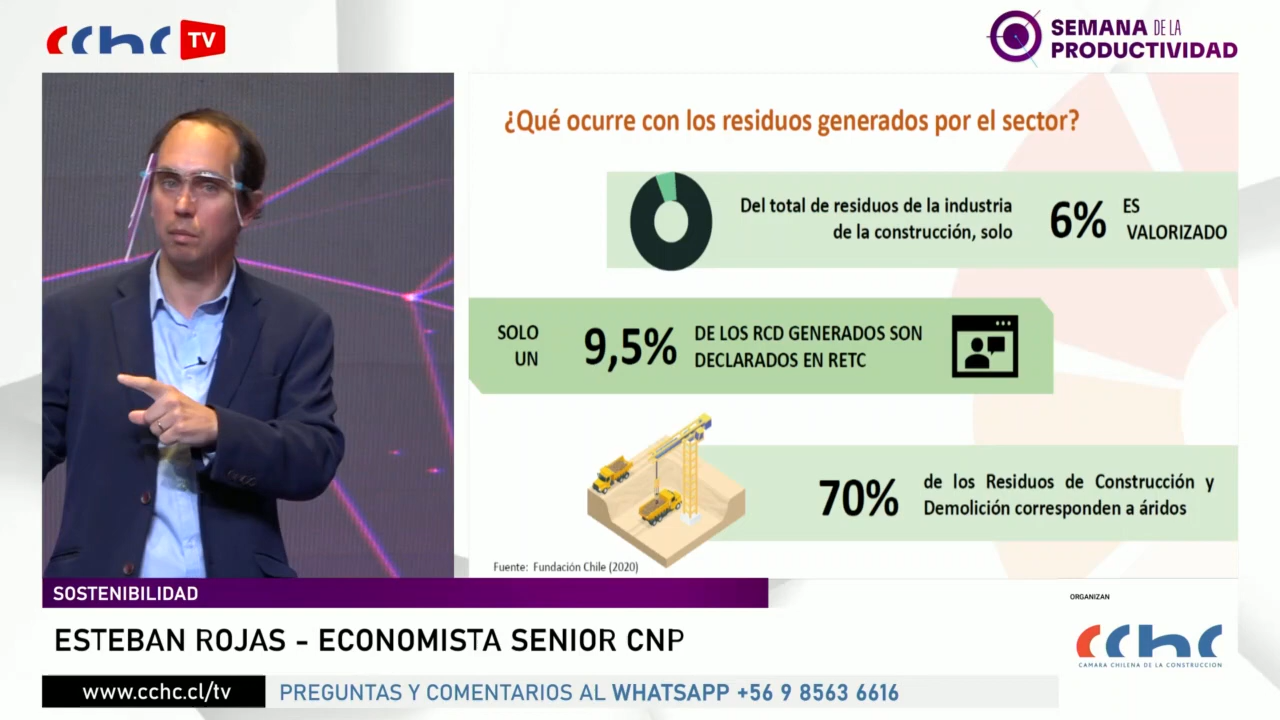 cchc TV
SEMANA DE LA
PRODUCTIVIDAD
¿Qué ocurre con los residuos generados por el sector?
Del total de residuos de la industria
de la construcción, solo
6%
ES
VALORIZADO
SOLO
UN
9,5%
DE LOS RCD GENERADOS SON
DECLARADOS EN RETC
70%
de los Residuos de Construcción y
Demolición corresponden a áridos
Fuente: Fundación Chile (2020)
SOSTENIBILIDAD
ESTEBAN ROJAS - ECONOMISTA SENIOR CNP
ORGANIZAN
cchc
CAMARA CHILENA DE LA CONSTRUCCION
www.cchc.cl/tv
PREGUNTAS Y COMENTARIOS AL WHATSAPP +56 9 8563 6616